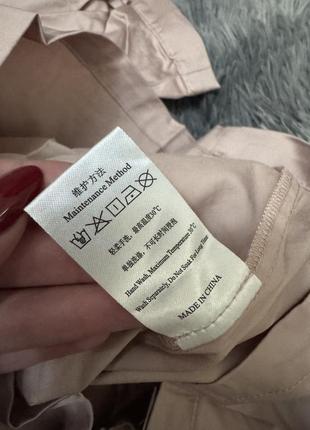 维护方法
Maintenance Method
轻柔手洗，最高温度30℃
单独洗涤，不可长时间浸泡
Hand Wash, Maximum Temperature 30℃
Wash Separately, Do Not Soak For Long Time
MADE IN CHINA